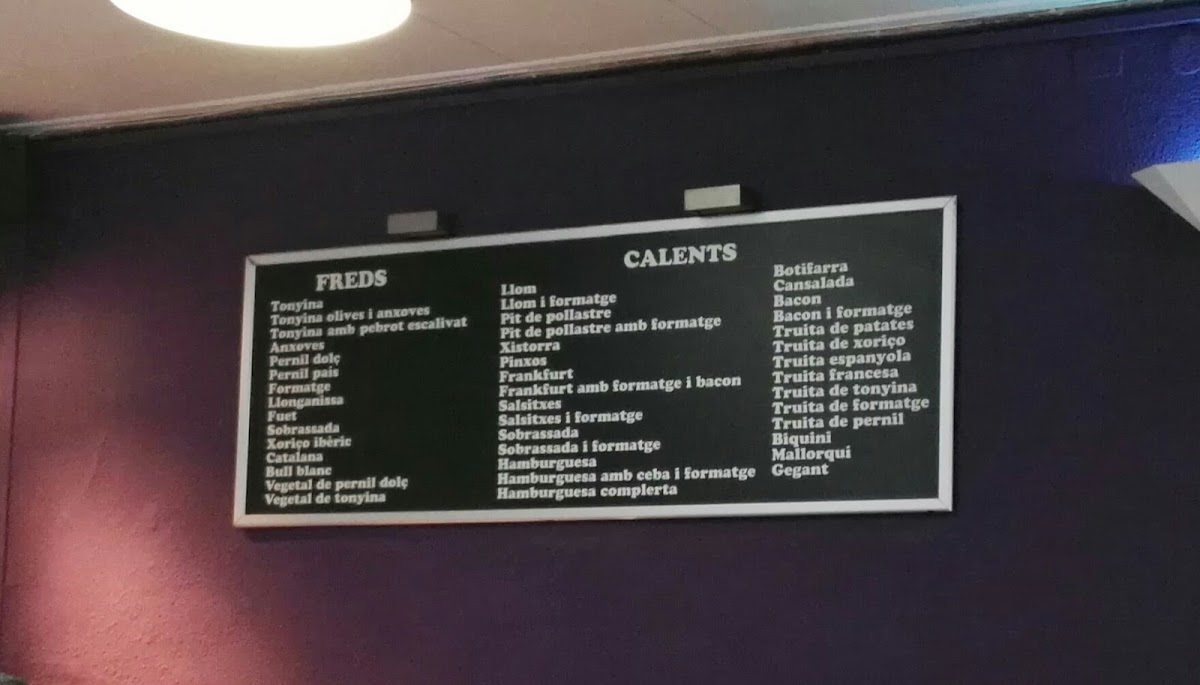 FREDS
Tonyina
Tonyina olives i anxoves
Tonyina amb pebrot escalivat
Anxoves
Pernil dolç
Pernil pais
Formatge
Llonganissa
Fuet
Sobrassada
Xoriço ibèric
Catalana
Bull blanc
Vegetal de pernil dolç
Vegetal de tonyina
CALENTS
Llom
Llom i formatge
Pit de pollastre
Pit de pollastre amb formatge
Xistorra
Pinxos
Frankfurt
Frankfurt amb formatge i bacon
Salsitxes
Salsitxes i formatge
Sobrassada
Sobrassada i formatge
Hamburguesa
Hamburguesa amb ceba i formatge
Hamburguesa complerta
Botifarra
Cansalada
Bacon
Bacon i formatge
Truita de patates
Truita de xoriço
Truita espanyola
Truita francesa
Truita de tonyina
Truita de formatge
Truita de pernil
Biquini
Mallorqui
Gegant